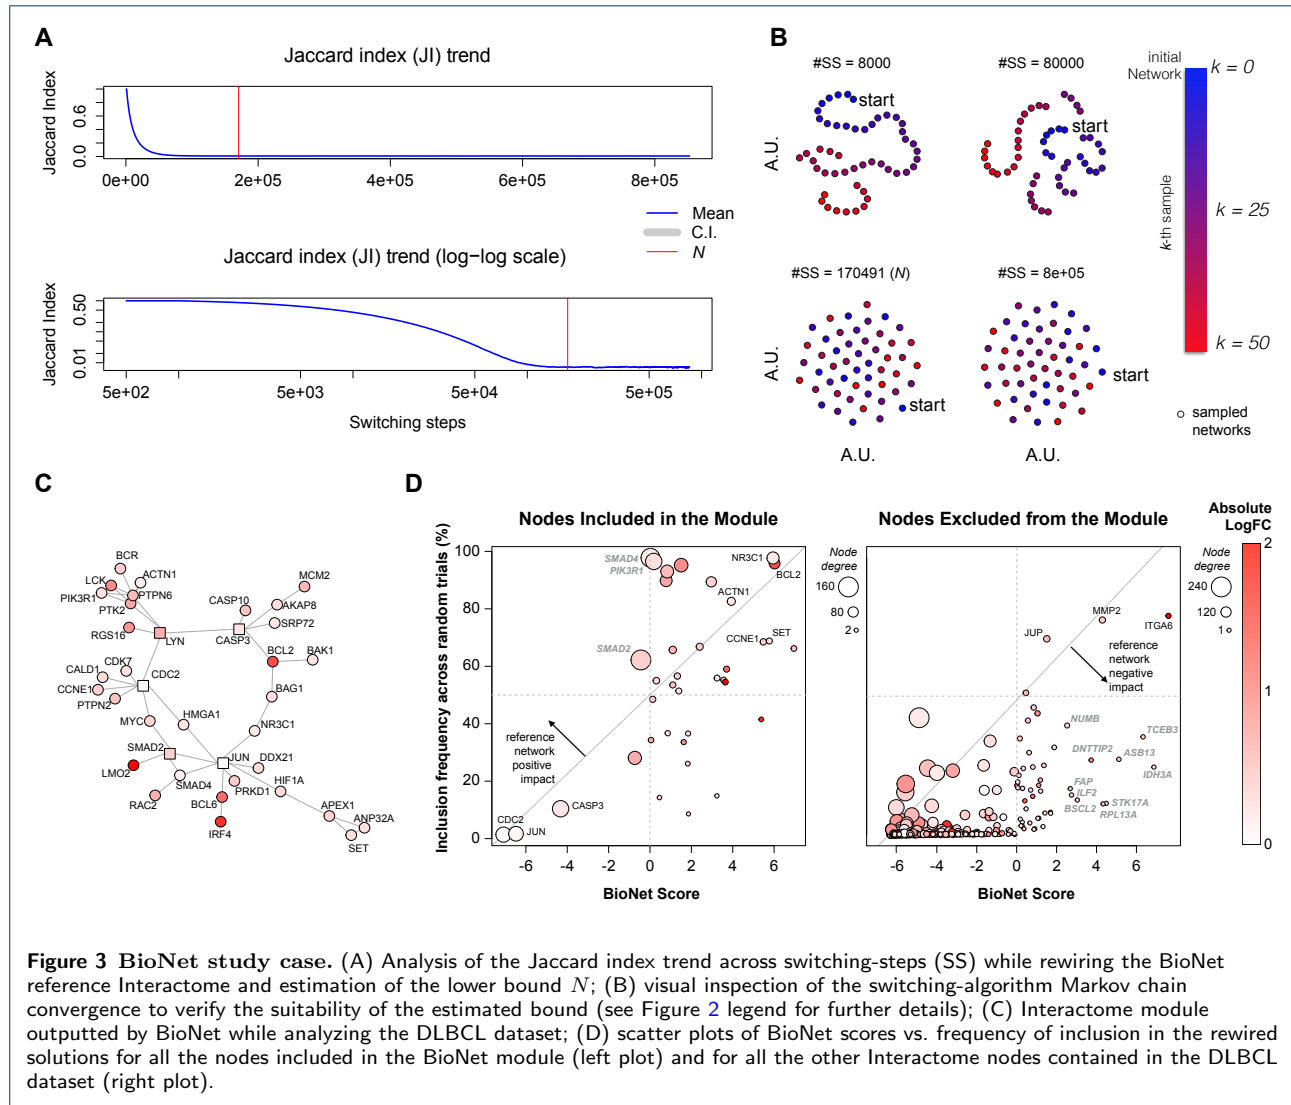 A
Jaccard index (JI) trend
Jaccard Index
0.6
0.0
0e+00
2e+05
4e+05
6e+05
8e+05
Mean
C.I.
N
Jaccard index (JI) trend (log−log scale)
Jaccard Index
0.50
0.01
5e+02
5e+03
5e+04
5e+05
Switching steps
B
#SS = 8000
start
A.U.
#SS = 80000
start
#SS = 170491 (N)
start
A.U.
A.U.
#SS = 8e+05
start
A.U.
initial
Network
k = 0
k-th sample
k = 25
k = 50
sampled
networks
C
BCR
LCK
ACTN1
PIK3R1
PTPN6
PTK2
RGS16
LYN
CASP10
MCM2
AKAP8
SRP72
CASP3
BCL2
BAK1
CDK7
CALD1
CDC2
CCNE1
PTPN2
BAG1
MYC
HMGA1
NR3C1
SMAD2
JUN
DDX21
LMO2
SMAD4
PRKD1
HIF1A
RAC2
BCL6
APEX1
IRF4
ANP32A
SET
D
Nodes Included in the Module
Inclusion frequency across random trials (%)
100
80
60
40
20
0
SMAD4
PIK3R1
NR3C1
BCL2
ACTN1
SMAD2
CCNE1
SET
reference
network
positive
impact
CASP3
CDC2
JUN
-6
-4
-2
0
2
4
6
BioNet Score
Node
degree
160
80
2
Nodes Excluded from the Module
MMP2
ITGA6
JUP
reference
network
negative
impact
NUMB
TCEB3
DNTTIP2
ASB13
IDH3A
FAP
ILF2
BSCL2
STK17A
RPL13A
-6
-4
-2
0
2
4
6
BioNet Score
Node
degree
240
120
1
Absolute
LogFC
2
1
0
Figure 3 BioNet study case. (A) Analysis of the Jaccard index trend across switching-steps (SS) while rewiring the BioNet
reference Interactome and estimation of the lower bound N; (B) visual inspection of the switching-algorithm Markov chain
convergence to verify the suitability of the estimated bound (see Figure 2 legend for further details); (C) Interactome module
outputted by BioNet while analyzing the DLBCL dataset; (D) scatter plots of BioNet scores vs. frequency of inclusion in the rewired
solutions for all the nodes included in the BioNet module (left plot) and for all the other Interactome nodes contained in the DLBCL
dataset (right plot).